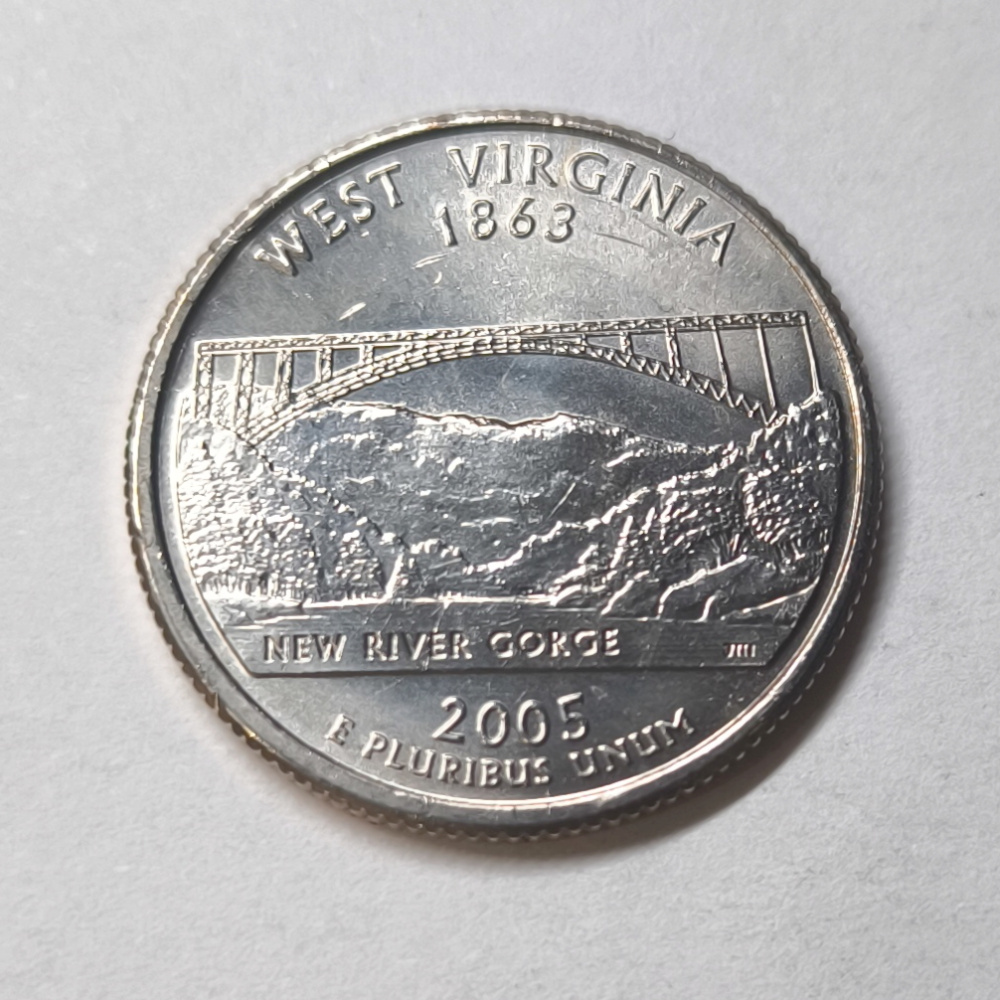 WEST VIRGINIA
1863
NEW RIVER GORGE
2005
E PLURIBUS UNUM